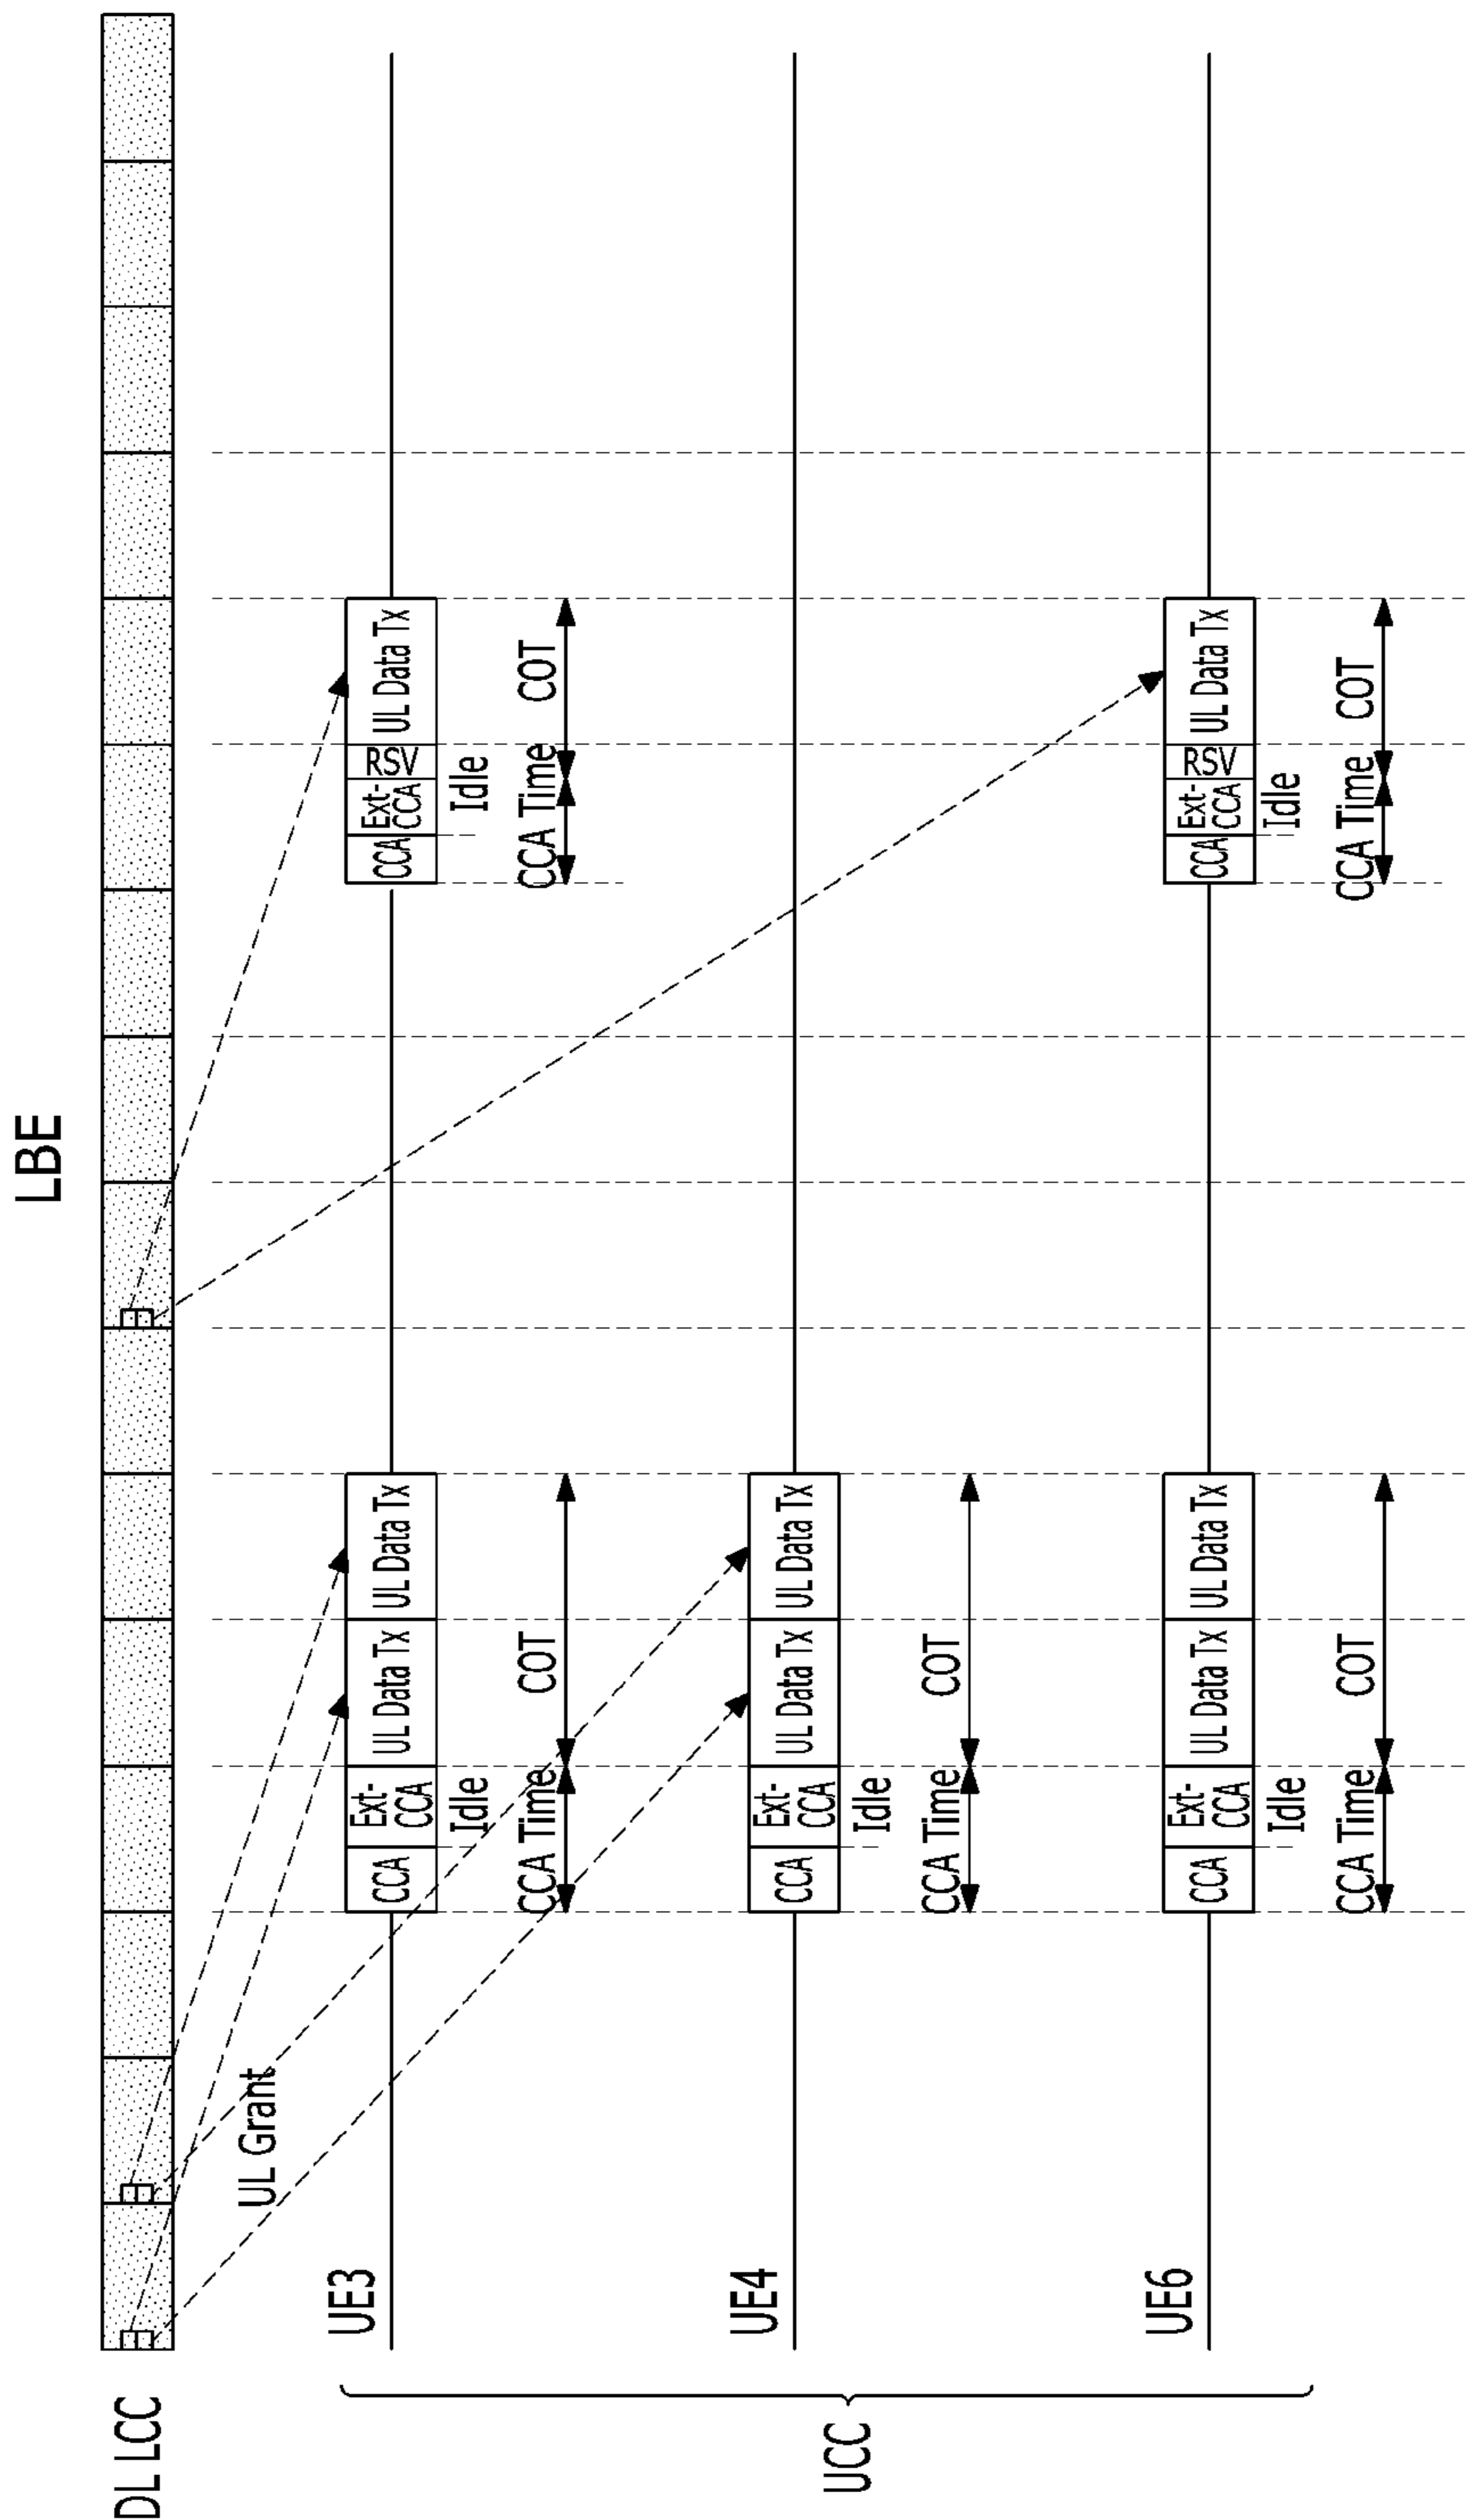 LBE
DL LCC
UL Grant
UCC
UE3
CCA
Ext-
CCA
UL Data Tx
UL Data Tx
CCA
Ext-
CCA
RSV
UL Data Tx
Idle
Idle
CCA Time
COT
CCA Time
COT
UE4
CCA
Ext-
CCA
UL Data Tx
UL Data Tx
Idle
CCA Time
COT
UE6
CCA
Ext-
CCA
UL Data Tx
UL Data Tx
CCA
Ext-
CCA
RSV
UL Data Tx
Idle
Idle
CCA Time
COT
CCA Time
COT